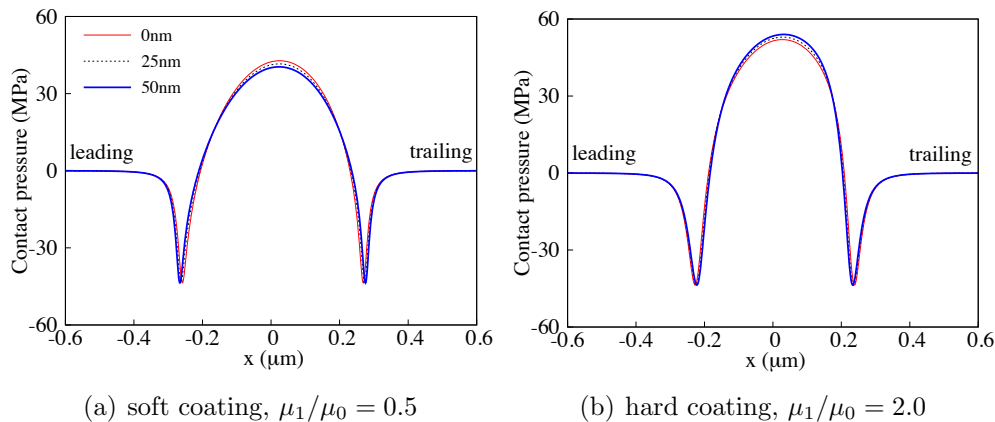 60
30
0
-30
-60
Contact pressure (MPa)
0nm
25nm
50nm
leading
trailing
-0.6
-0.4
-0.2
0
0.2
0.4
0.6
x (μm)
(a) soft coating, μ₁/μ₀ = 0.5
60
30
0
-30
-60
Contact pressure (MPa)
leading
trailing
-0.6
-0.4
-0.2
0
0.2
0.4
0.6
x (μm)
(b) hard coating, μ₁/μ₀ = 2.0